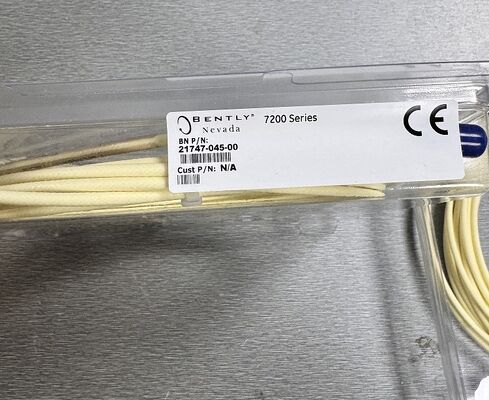 BENTLY® 7200 Series CE
Nevada
BN P/N:
21747-045-00
Cust P/N: N/A